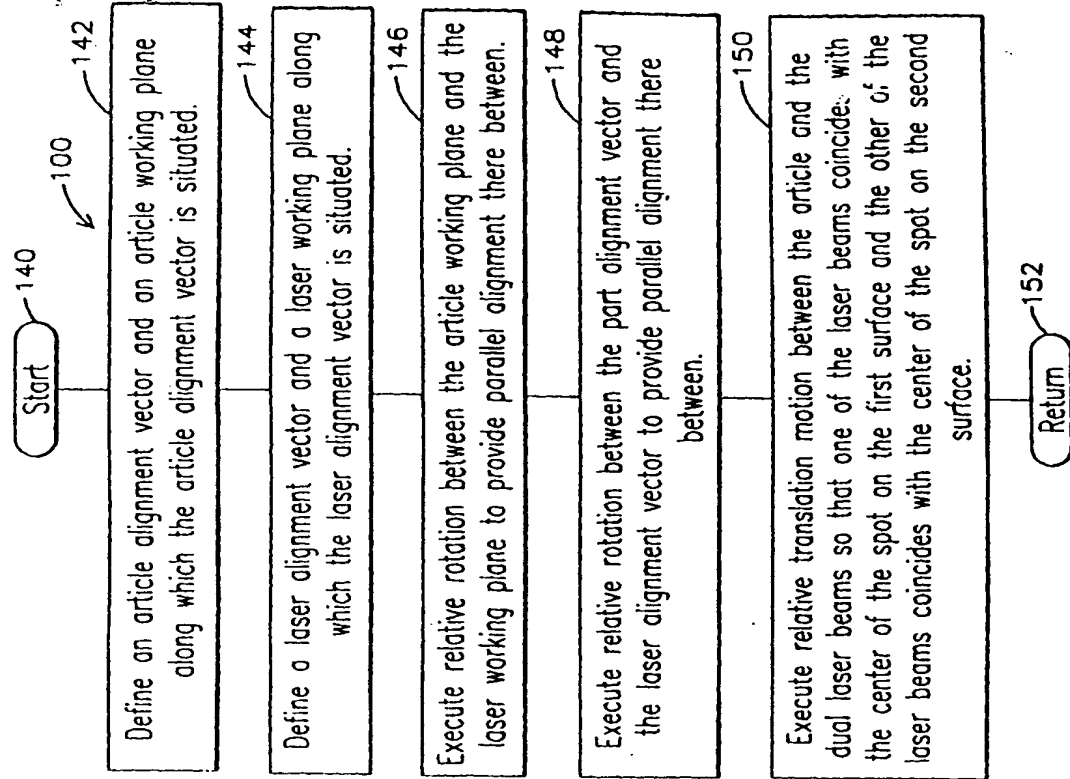 Start
140
100
142
Define an article alignment vector and an article working plane
along which the article alignment vector is situated.
144
Define a laser alignment vector and a laser working plane along
which the laser alignment vector is situated.
146
Execute relative rotation between the article working plane and the
laser working plane to provide parallel alignment there between.
148
Execute relative rotation between the part alignment vector and
the laser alignment vector to provide parallel alignment there
between.
150
Execute relative translation motion between the article and the
dual laser beams so that one of the laser beams coincides with
the center of the spot on the first surface and the other of the
laser beams coincides with the center of the spot on the second
surface.
Return
152